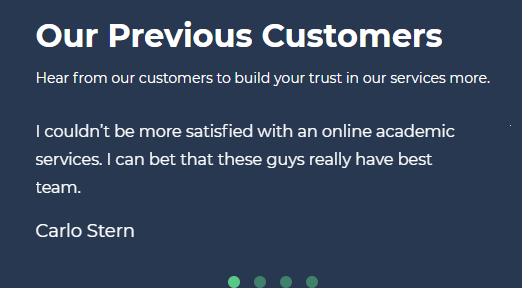 Our Previous Customers
Hear from our customers to build your trust in our services more.
I couldn't be more satisfied with an online academic
services. I can bet that these guys really have best
team.
Carlo Stern